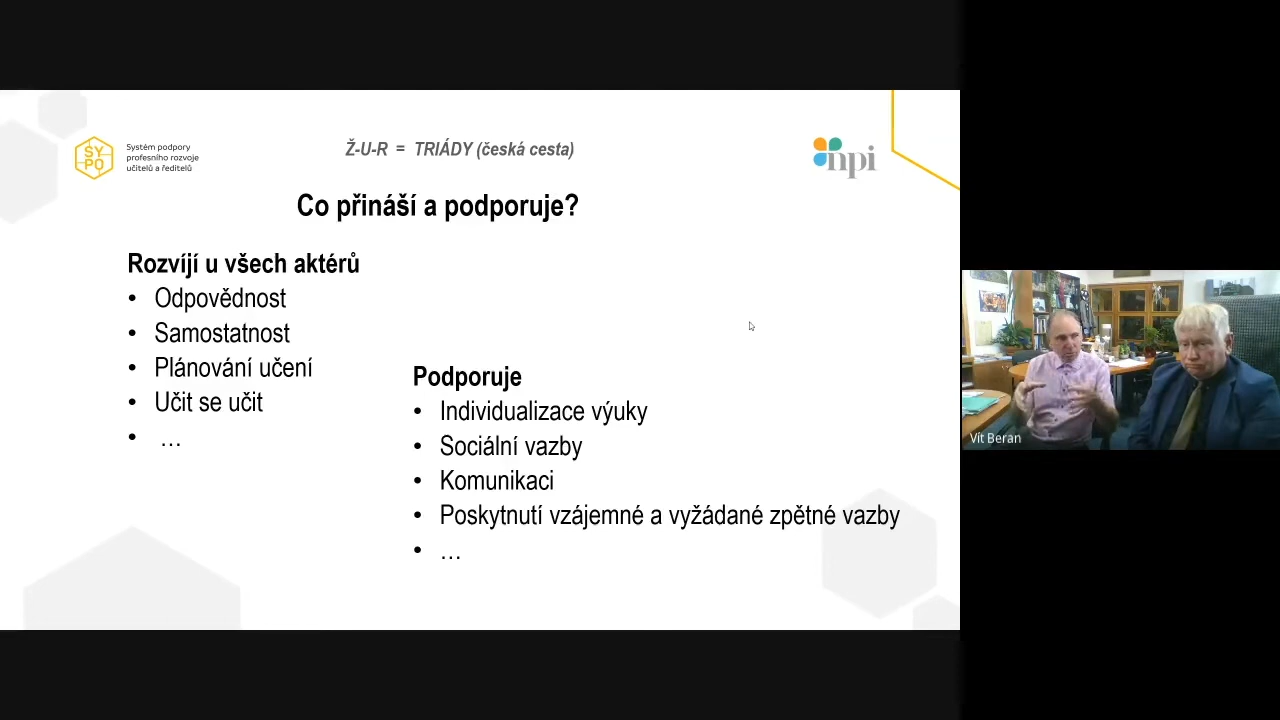 SY
PO
Systém podpory
profesního rozvoje
učitelů a ředitelů
Ž-U-R = TRIÁDY (česká cesta)
npi
Co přináší a podporuje?
Rozvíjí u všech aktérů
• Odpovědnost
• Samostatnost
• Plánování učení
• Učit se učit
• …
Podporuje
• Individualizace výuky
• Sociální vazby
• Komunikaci
• Poskytnutí vzájemné a vyžádané zpětné vazby
• …
Vít Beran